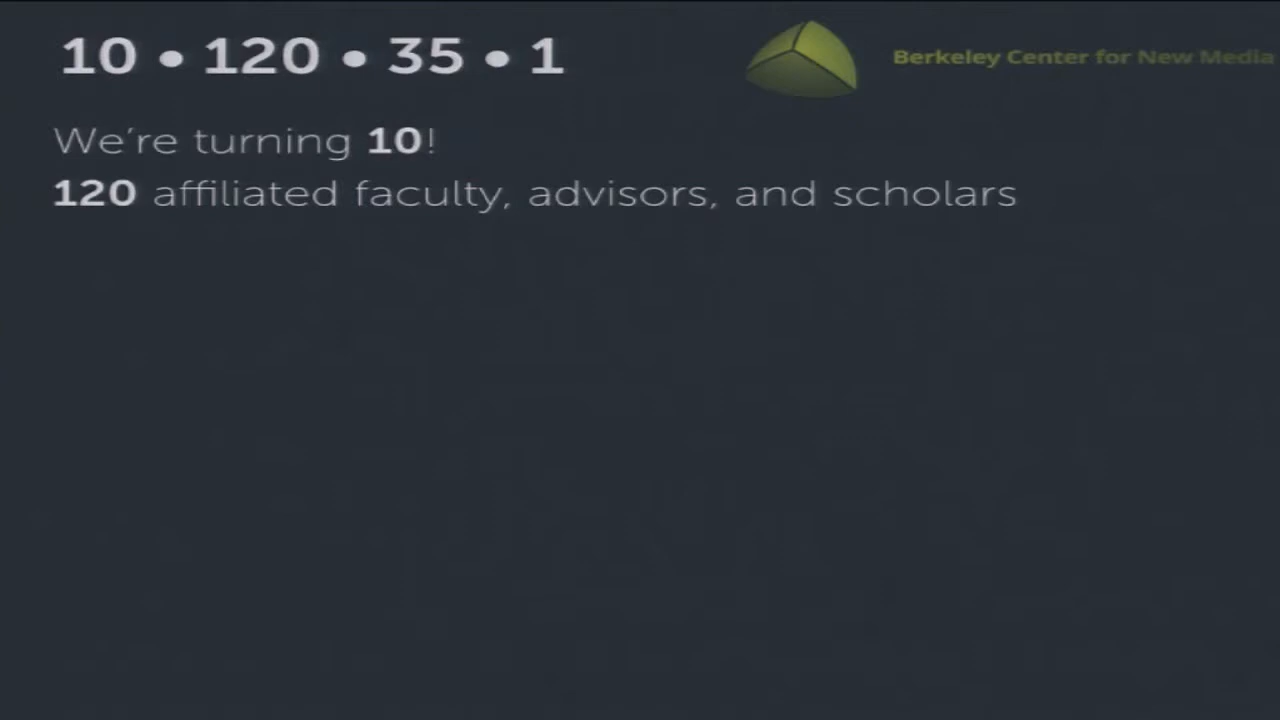 10 • 120 • 35 • 1
Berkeley Center for New Media
We’re turning 10!
120 affiliated faculty, advisors, and scholars